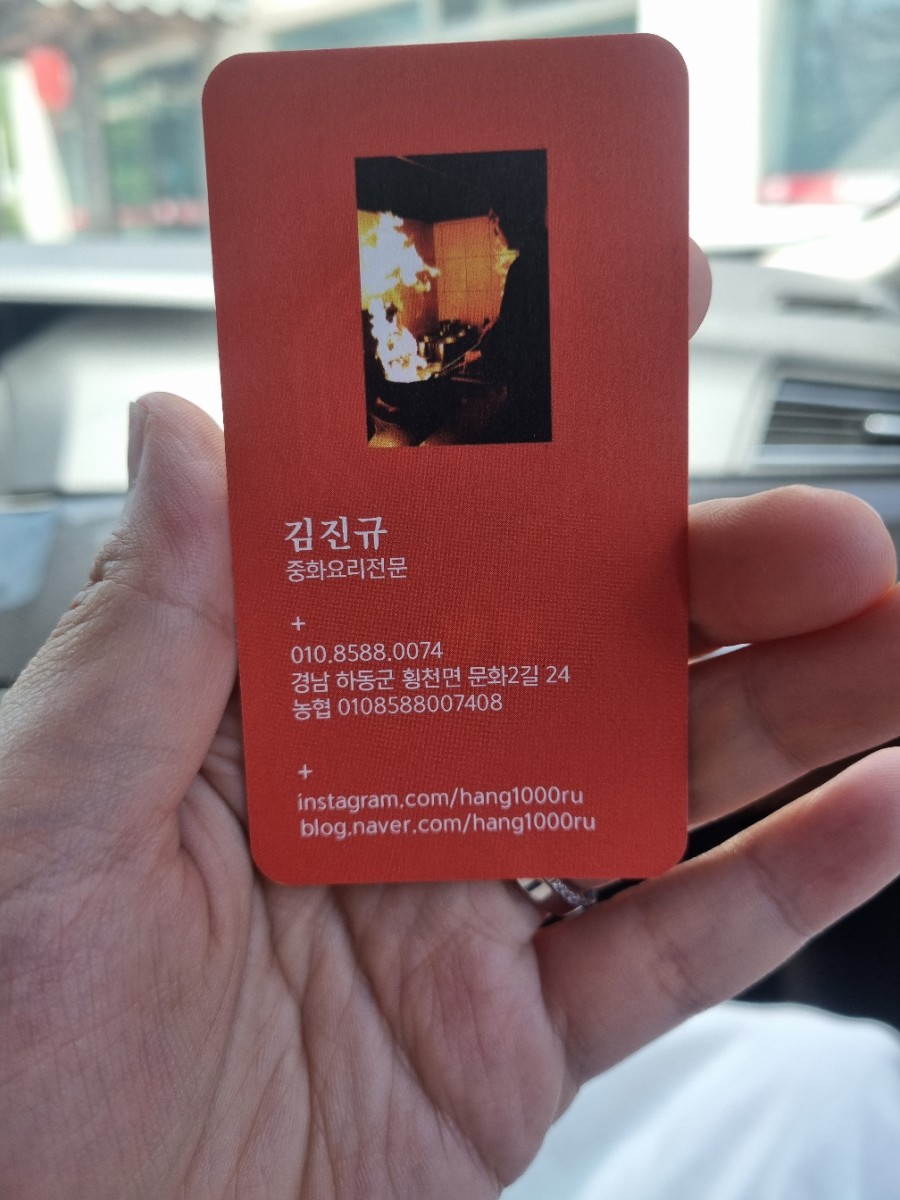 김진규
중화요리전문
+
010.8588.0074
경남 하동군 횡천면 문화2길 24
농협 0108588007408
+
instagram.com/hang1000ru
blog.naver.com/hang1000ru